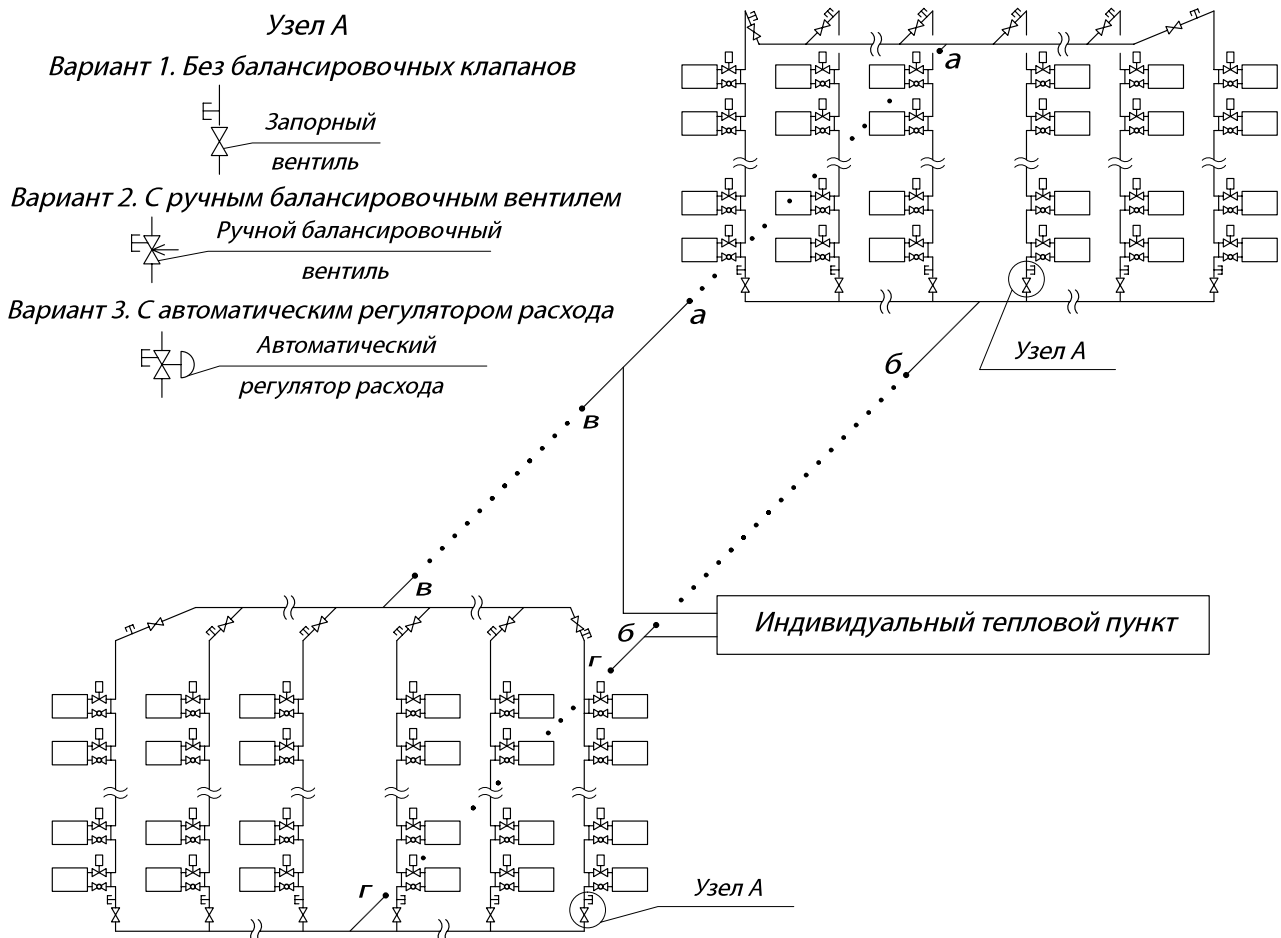 Узел А
Вариант 1. Без балансировочных клапанов
Запорный
вентиль
Вариант 2. С ручным балансировочным вентилем
Ручной балансировочный
вентиль
Вариант 3. С автоматическим регулятором расхода
Автоматический
регулятор расхода
а
а
Узел А
б
в
в
б
Индивидуальный тепловой пункт
г
г
Узел А